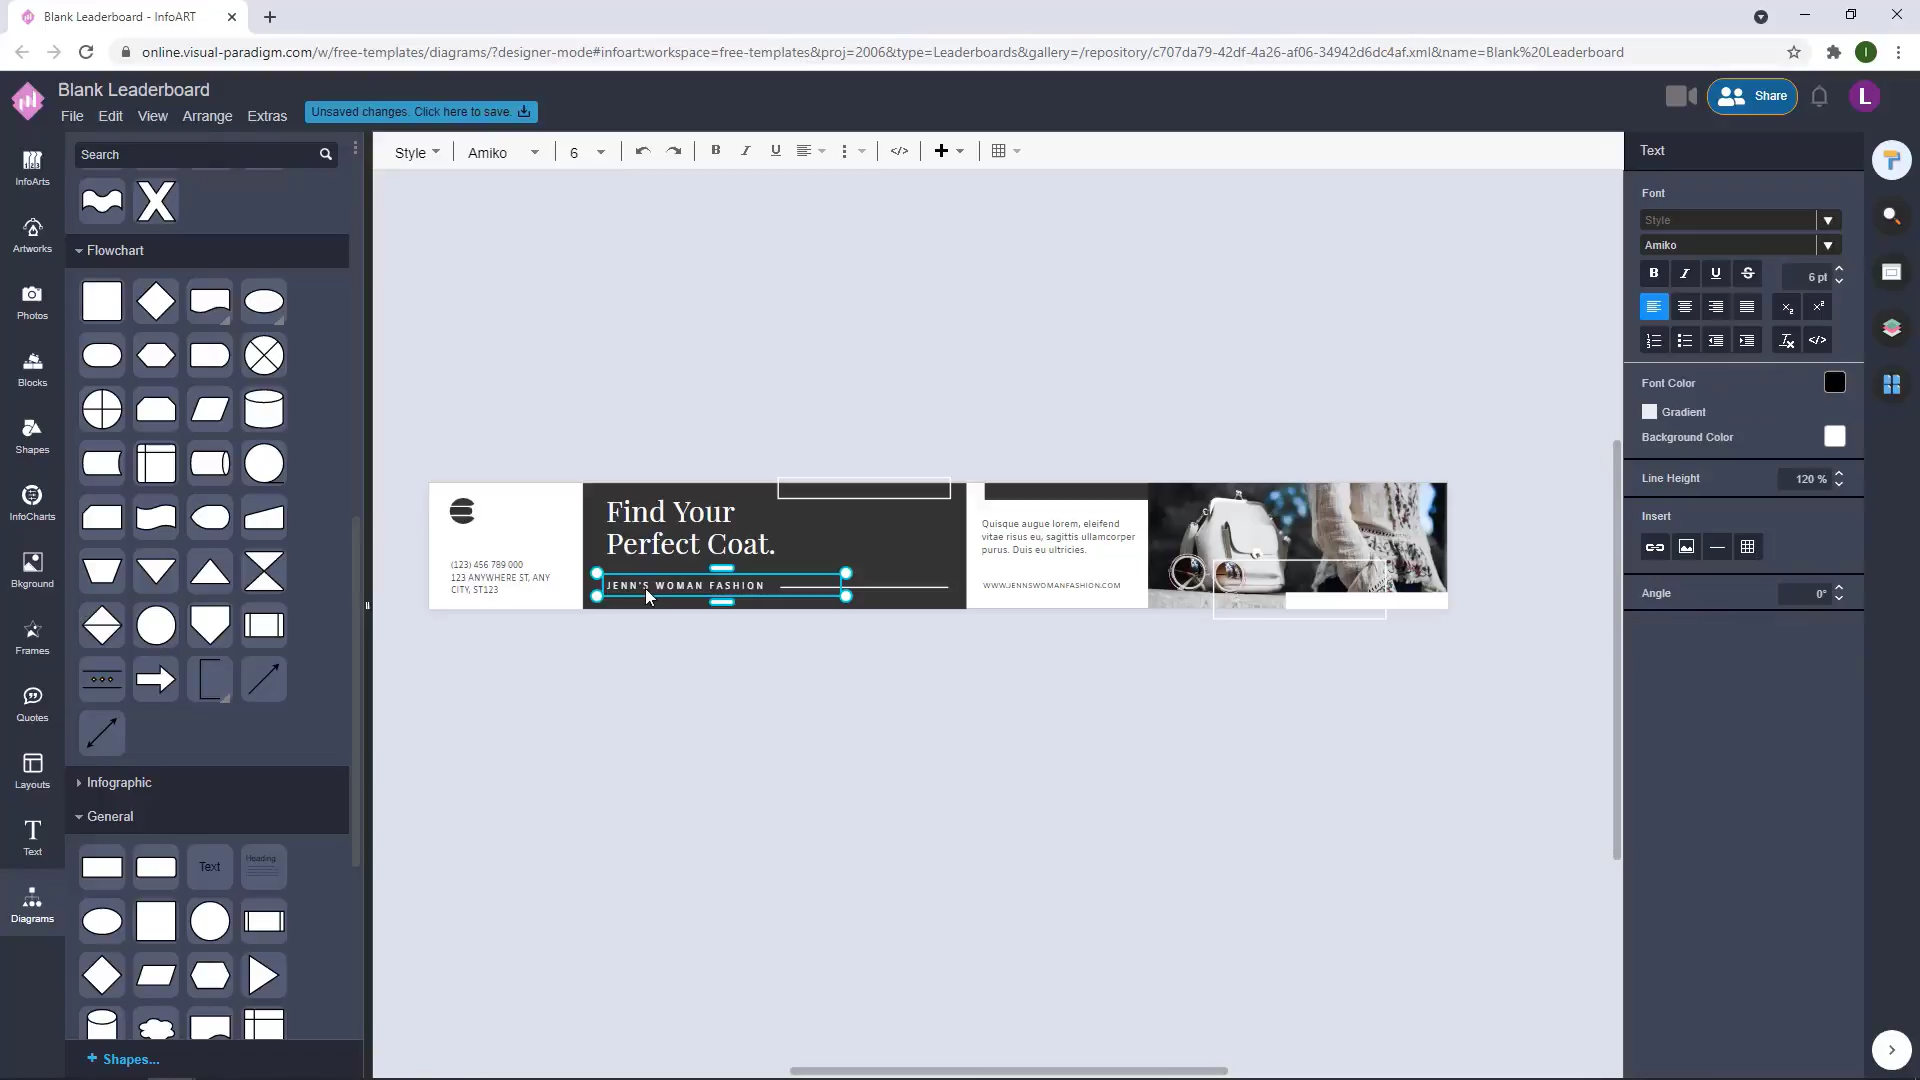 Blank Leaderboard - InfoART
online.visual-paradigm.com/w/free-templates/diagrams/?designer-mode#infoart:workspace=free-templates&proj=2006&type=Leaderboards&gallery=/repository/c707da79-42df-4a26-af06-34942d6dc4af.xml&name=Blank%20Leaderboard
I
Blank Leaderboard
File Edit View Arrange Extras
Unsaved changes. Click here to save.
Share
L
InfoArts
Artworks
Photos
Blocks
Shapes
InfoCharts
Bkground
Frames
Quotes
Layouts
Text
Diagrams
Search
Flowchart
Infographic
General
Text
Heading
+ Shapes...
Style Amiko 6 B I U
Find Your
Perfect Coat.
JENN'S WOMAN FASHION
(123) 456 789 000
123 ANYWHERE ST, ANY
CITY, ST123
Quisque augue lorem, eleifend
vitae risus eu, sagittis ullamcorper
purus. Duis eu ultricies.
WWW.JENNSWOMANFASHION.COM
Text
Font
Style
Amiko
B I U S 6 pt
Font Color
Gradient
Background Color
Line Height 120 %
Insert
Angle 0°